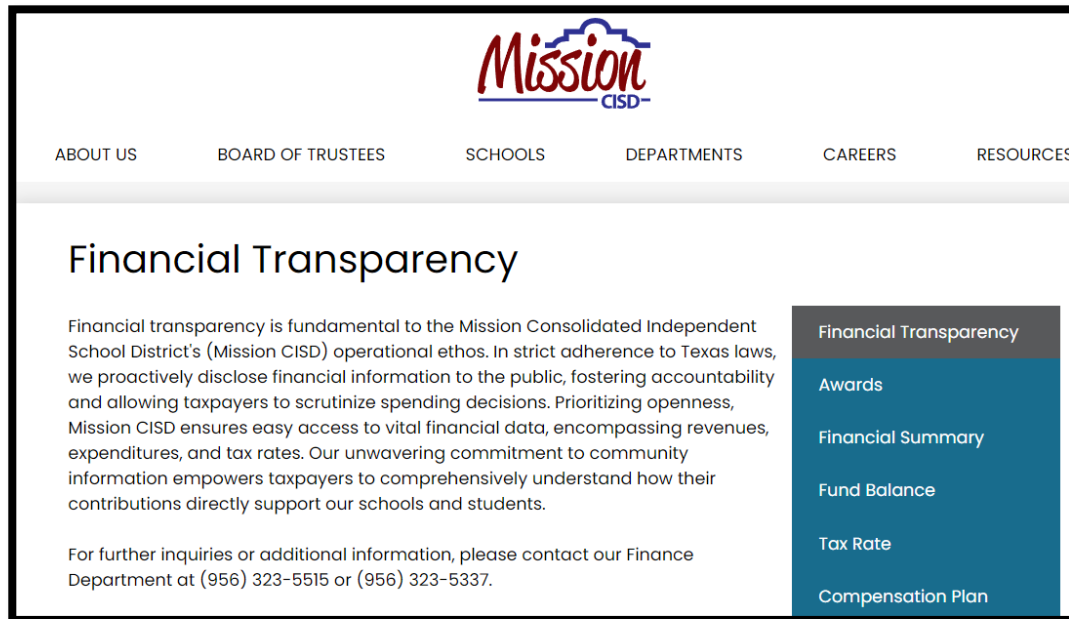 Mission
CISD
ABOUT US BOARD OF TRUSTEES SCHOOLS DEPARTMENTS CAREERS RESOURCES
Financial Transparency
Financial transparency is fundamental to the Mission Consolidated Independent
School District's (Mission CISD) operational ethos. In strict adherence to Texas laws,
we proactively disclose financial information to the public, fostering accountability
and allowing taxpayers to scrutinize spending decisions. Prioritizing openness,
Mission CISD ensures easy access to vital financial data, encompassing revenues,
expenditures, and tax rates. Our unwavering commitment to community
information empowers taxpayers to comprehensively understand how their
contributions directly support our schools and students.
For further inquiries or additional information, please contact our Finance
Department at (956) 323-5515 or (956) 323-5337.
Financial Transparency
Awards
Financial Summary
Fund Balance
Tax Rate
Compensation Plan